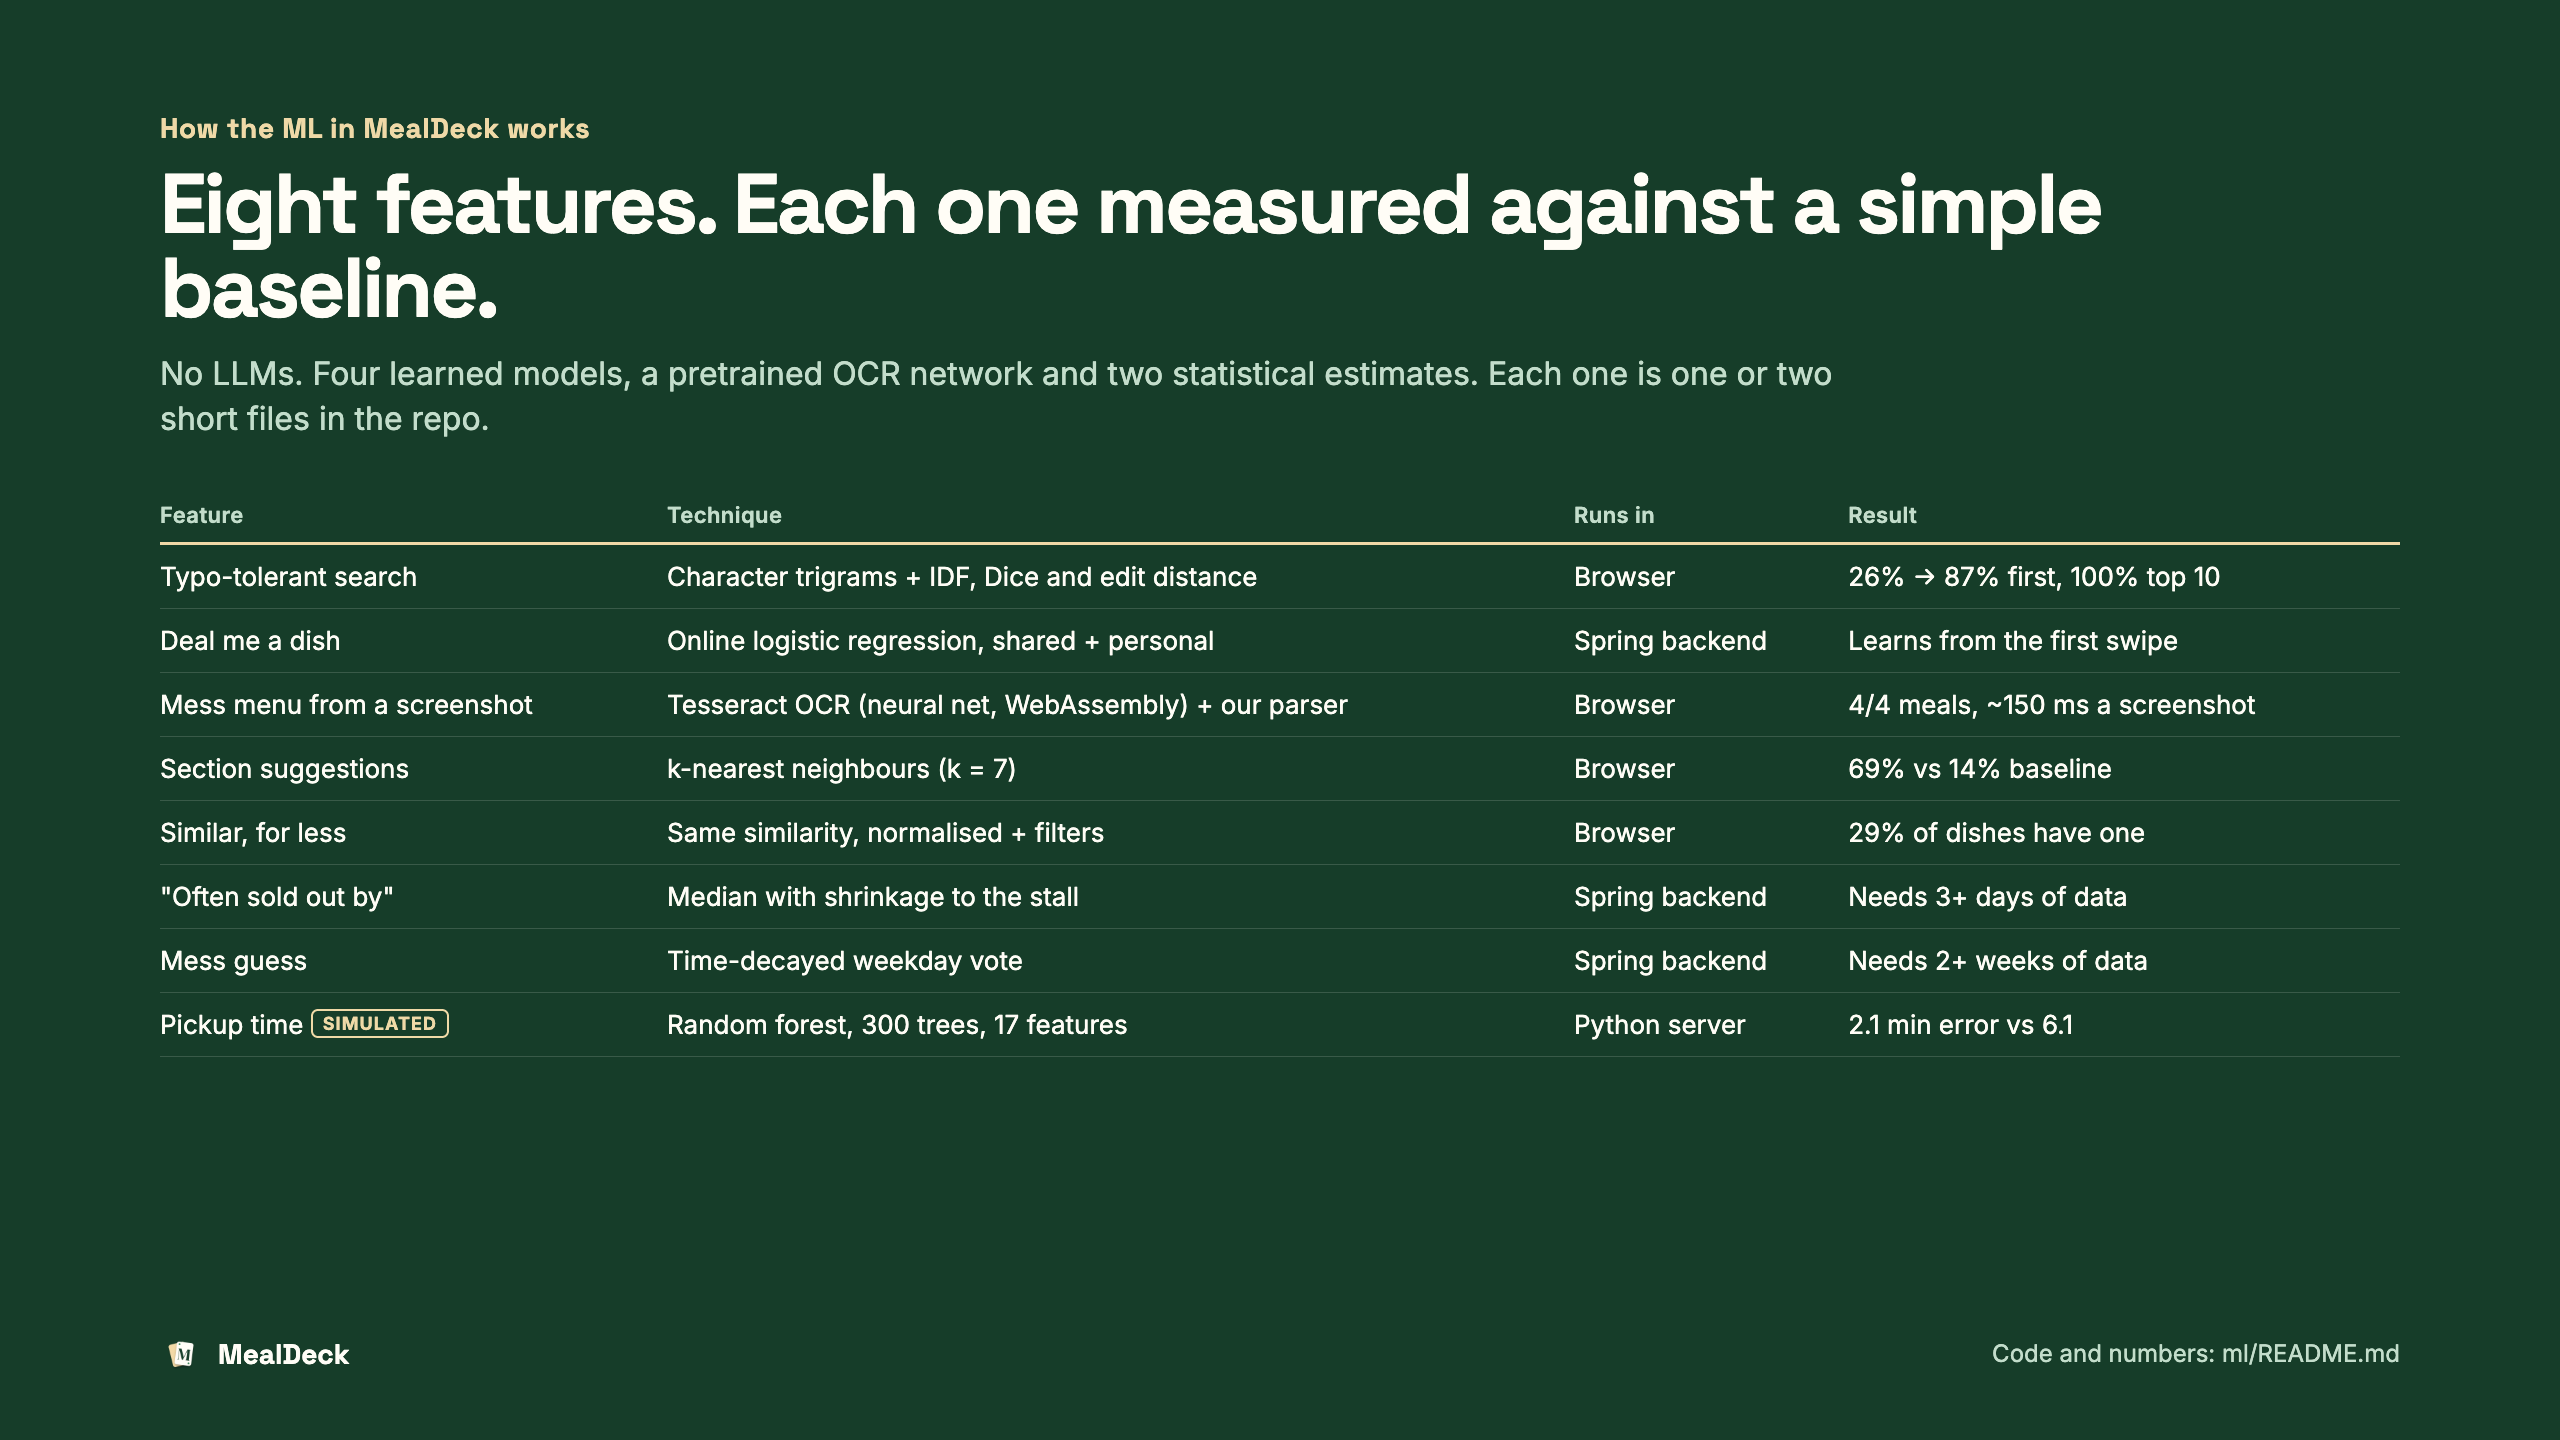 How the ML in MealDeck works
Eight features. Each one measured against a simple
baseline.
No LLMs. Four learned models, a pretrained OCR network and two statistical estimates. Each one is one or two
short files in the repo.
Feature Technique Runs in Result
Typo-tolerant search Character trigrams + IDF, Dice and edit distance Browser 26% → 87% first, 100% top 10
Deal me a dish Online logistic regression, shared + personal Spring backend Learns from the first swipe
Mess menu from a screenshot Tesseract OCR (neural net, WebAssembly) + our parser Browser 4/4 meals, ~150 ms a screenshot
Section suggestions k-nearest neighbours (k = 7) Browser 69% vs 14% baseline
Similar, for less Same similarity, normalised + filters Browser 29% of dishes have one
"Often sold out by" Median with shrinkage to the stall Spring backend Needs 3+ days of data
Mess guess Time-decayed weekday vote Spring backend Needs 2+ weeks of data
Pickup time SIMULATED Random forest, 300 trees, 17 features Python server 2.1 min error vs 6.1
M MealDeck Code and numbers: ml/README.md